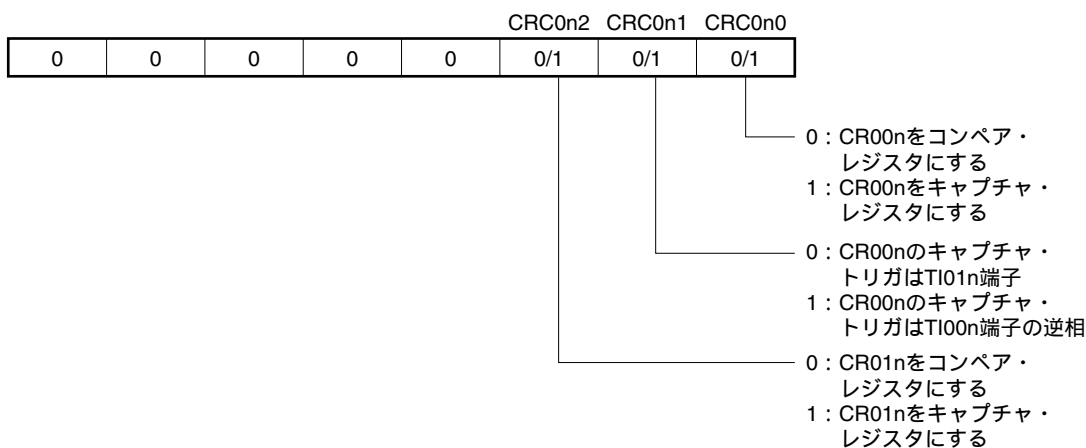 CRC0n2 CRC0n1 CRC0n0
0 0 0 0 0 0/1 0/1 0/1
0：CR00nをコンペア・
レジスタにする
1：CR00nをキャプチャ・
レジスタにする
0：CR00nのキャプチャ・
トリガはTI01n端子
1：CR00nのキャプチャ・
トリガはTI00n端子の逆相
0：CR01nをコンペア・
レジスタにする
1：CR01nをキャプチャ・
レジスタにする